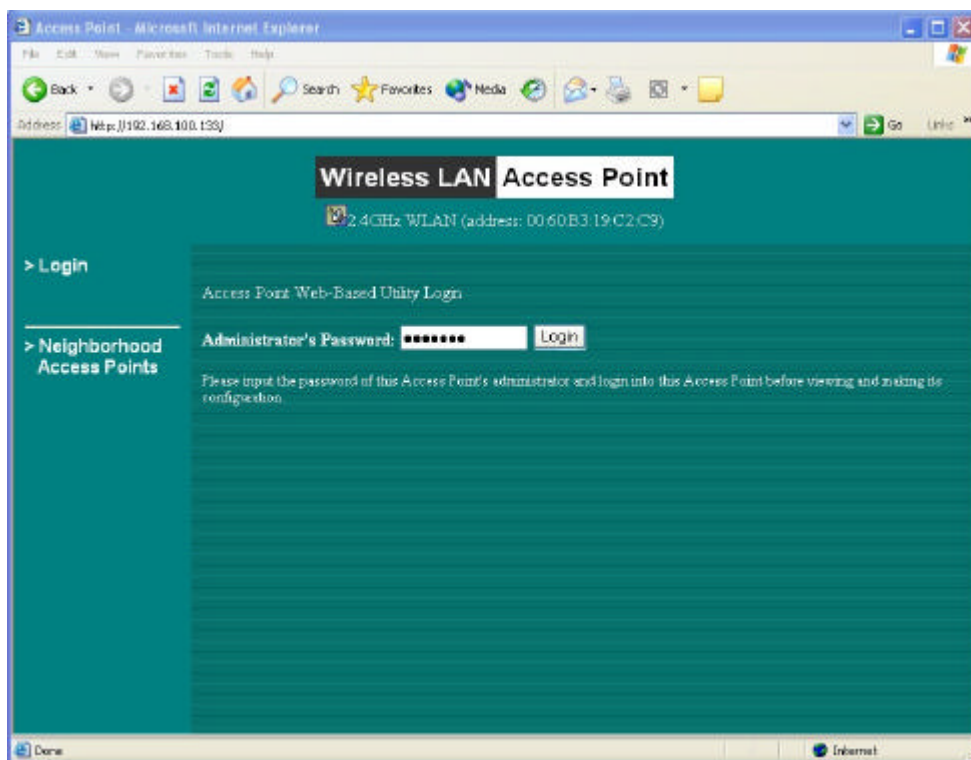 Access Point - Microsoft Internet Explorer
File Edit View Favorites Tools Help
Back Search Favorites Media
Address http://192.168.100.133/ Go Links »
Wireless LAN Access Point
2.4GHz WLAN (address: 00:60:B3:19:C2:C9)
> Login
Access Point Web-Based Utility Login
Administrator's Password: ●●●●●●● Login
> Neighborhood
Access Points
Please input the password of this Access Point's administrator and login into this Access Point before viewing and making its
configuration.
Done Internet